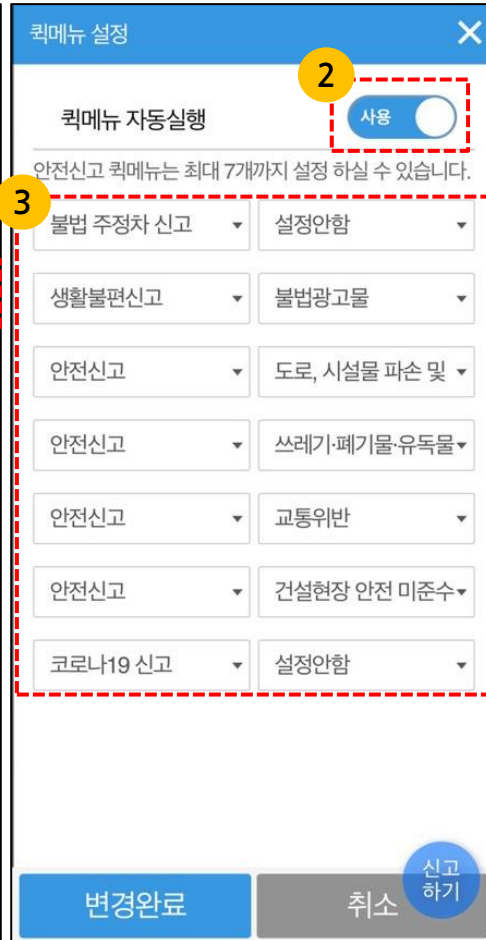 퀵메뉴 설정 ×
2
퀵메뉴 자동실행 사용
안전신고 퀵메뉴는 최대 7개까지 설정 하실 수 있습니다.
3
불법 주정차 신고 설정안함
생활불편신고 불법광고물
안전신고 도로, 시설물 파손 및
안전신고 쓰레기·폐기물·유독물
안전신고 교통위반
안전신고 건설현장 안전 미준수
코로나19 신고 설정안함
신고
하기
변경완료 취소